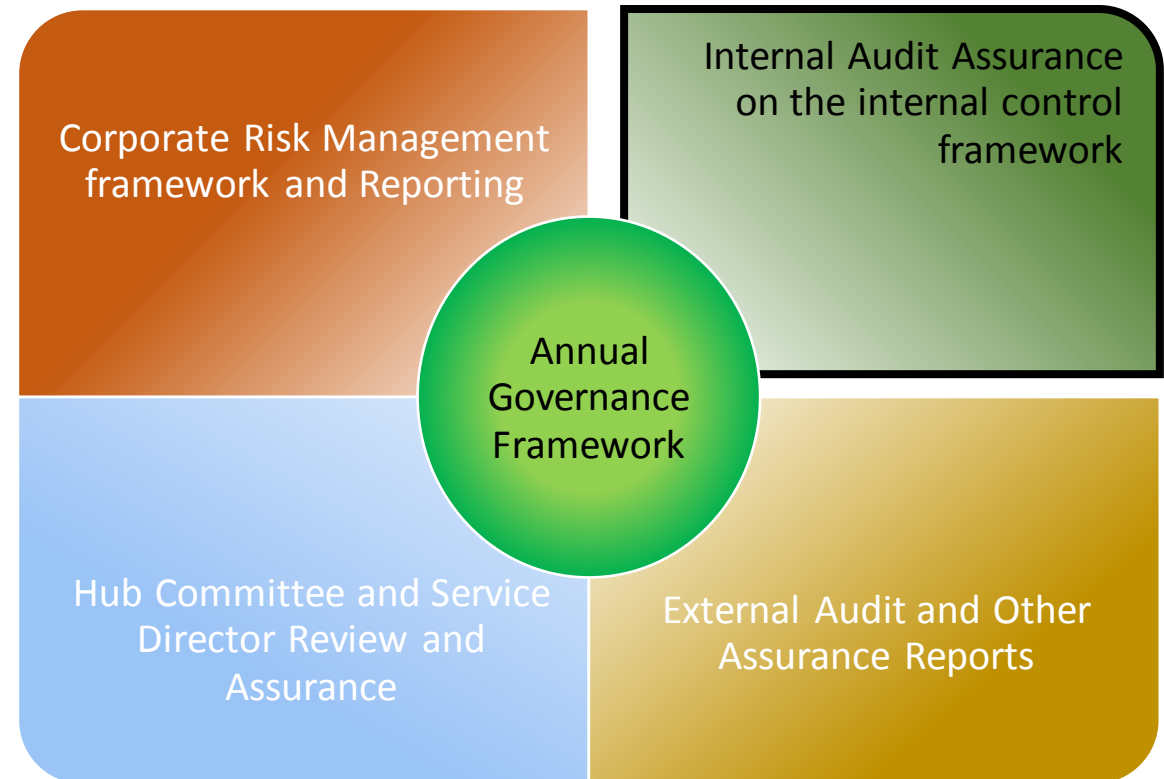 Corporate Risk Management
framework and Reporting
Internal Audit Assurance
on the internal control
framework
Annual
Governance
Framework
Hub Committee and Service
Director Review and
Assurance
External Audit and Other
Assurance Reports